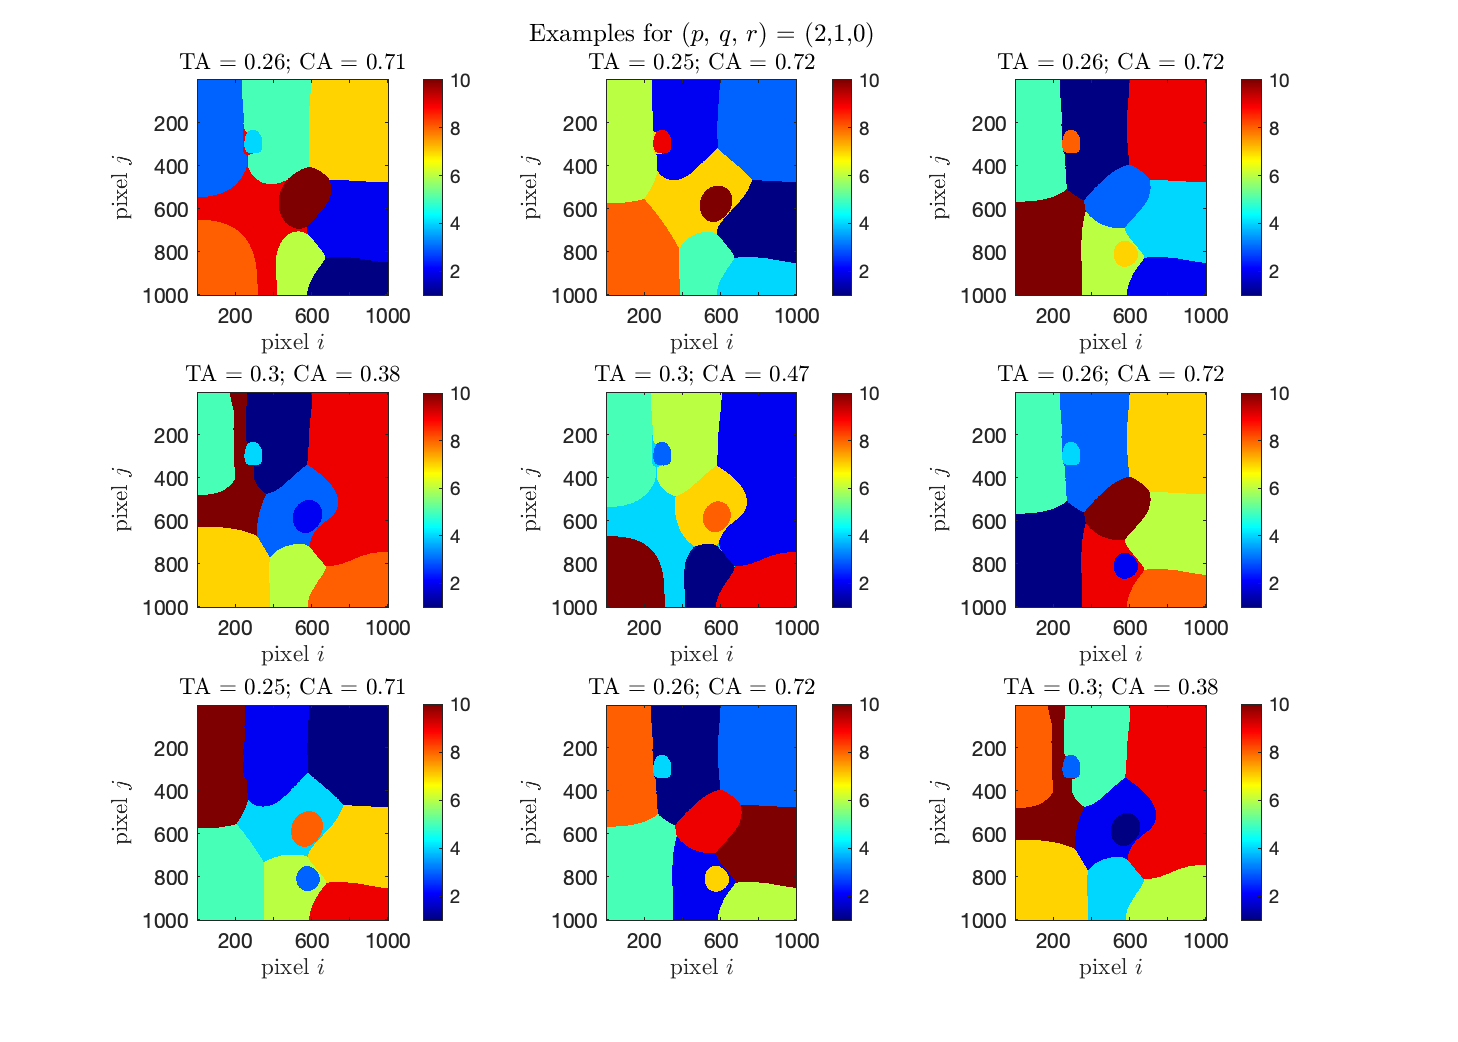 Examples for (p, q, r) = (2,1,0)
TA = 0.26; CA = 0.71
200
400
600
800
1000
200 600 1000
pixel j
pixel i
10
8
6
4
2
TA = 0.25; CA = 0.72
200
400
600
800
1000
200 600 1000
pixel j
pixel i
10
8
6
4
2
TA = 0.26; CA = 0.72
200
400
600
800
1000
200 600 1000
pixel j
pixel i
10
8
6
4
2
TA = 0.3; CA = 0.38
200
400
600
800
1000
200 600 1000
pixel j
pixel i
10
8
6
4
2
TA = 0.3; CA = 0.47
200
400
600
800
1000
200 600 1000
pixel j
pixel i
10
8
6
4
2
TA = 0.26; CA = 0.72
200
400
600
800
1000
200 600 1000
pixel j
pixel i
10
8
6
4
2
TA = 0.25; CA = 0.71
200
400
600
800
1000
200 600 1000
pixel j
pixel i
10
8
6
4
2
TA = 0.26; CA = 0.72
200
400
600
800
1000
200 600 1000
pixel j
pixel i
10
8
6
4
2
TA = 0.3; CA = 0.38
200
400
600
800
1000
200 600 1000
pixel j
pixel i
10
8
6
4
2